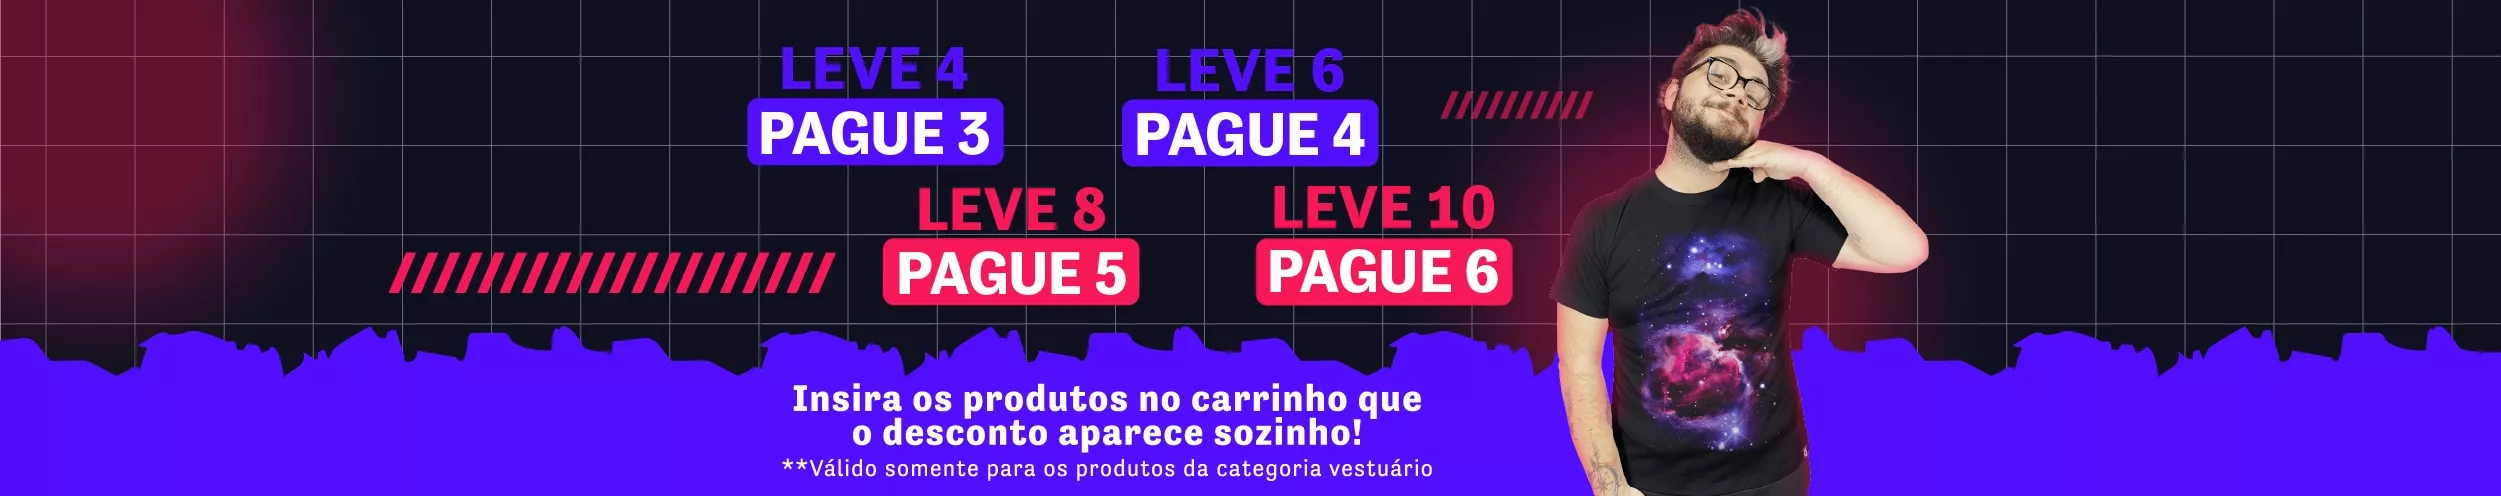 LEVE 4
PAGUE 3
LEVE 6
PAGUE 4
LEVE 8
PAGUE 5
LEVE 10
PAGUE 6
Insira os produtos no carrinho que
o desconto aparece sozinho!
**Válido somente para os produtos da categoria vestuário